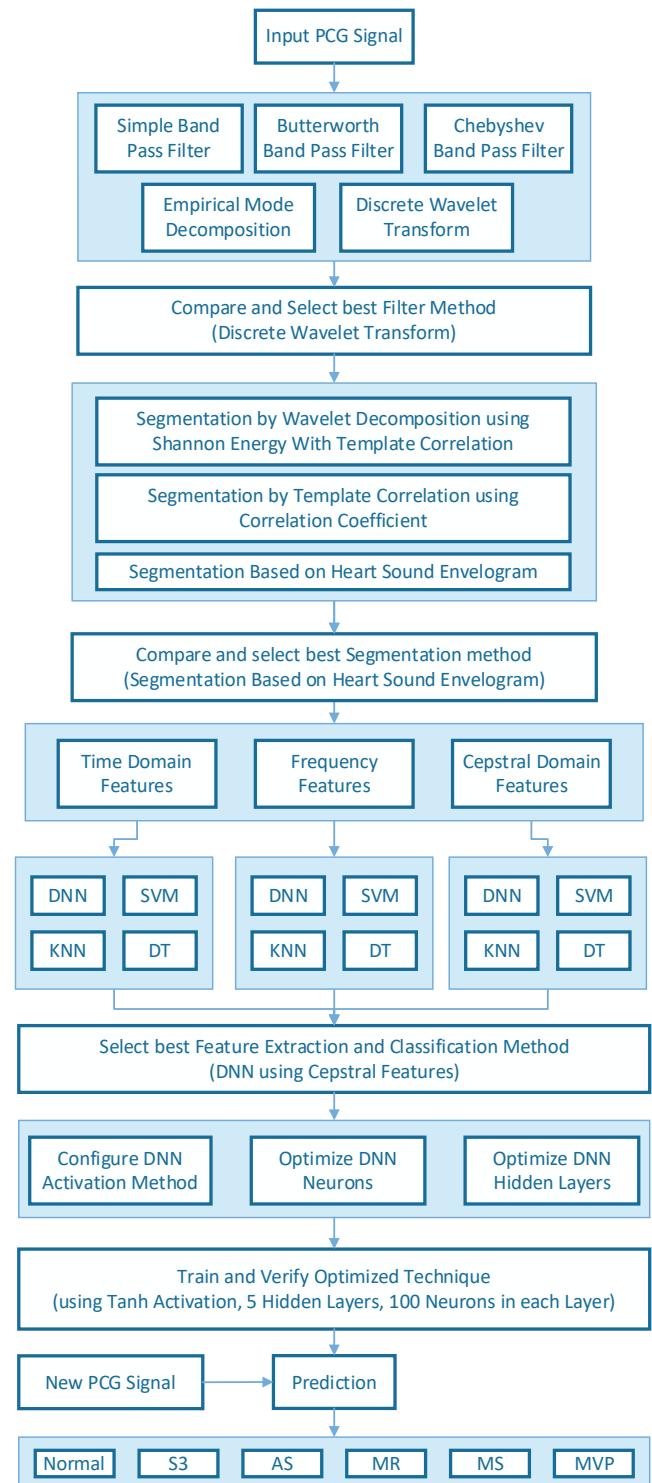 Input PCG Signal
Simple Band
Pass Filter
Butterworth
Band Pass Filter
Chebyshev
Band Pass Filter
Empirical Mode
Decomposition
Discrete Wavelet
Transform
Compare and Select best Filter Method
(Discrete Wavelet Transform)
Segmentation by Wavelet Decomposition using
Shannon Energy With Template Correlation
Segmentation by Template Correlation using
Correlation Coefficient
Segmentation Based on Heart Sound Envelogram
Compare and select best Segmentation method
(Segmentation Based on Heart Sound Envelogram)
Time Domain
Features
Frequency
Features
Cepstral Domain
Features
DNN
SVM
KNN
DT
DNN
SVM
KNN
DT
DNN
SVM
KNN
DT
Select best Feature Extraction and Classification Method
(DNN using Cepstral Features)
Configure DNN
Activation Method
Optimize DNN
Neurons
Optimize DNN
Hidden Layers
Train and Verify Optimized Technique
(using Tanh Activation, 5 Hidden Layers, 100 Neurons in each Layer)
New PCG Signal
Prediction
Normal
S3
AS
MR
MS
MVP